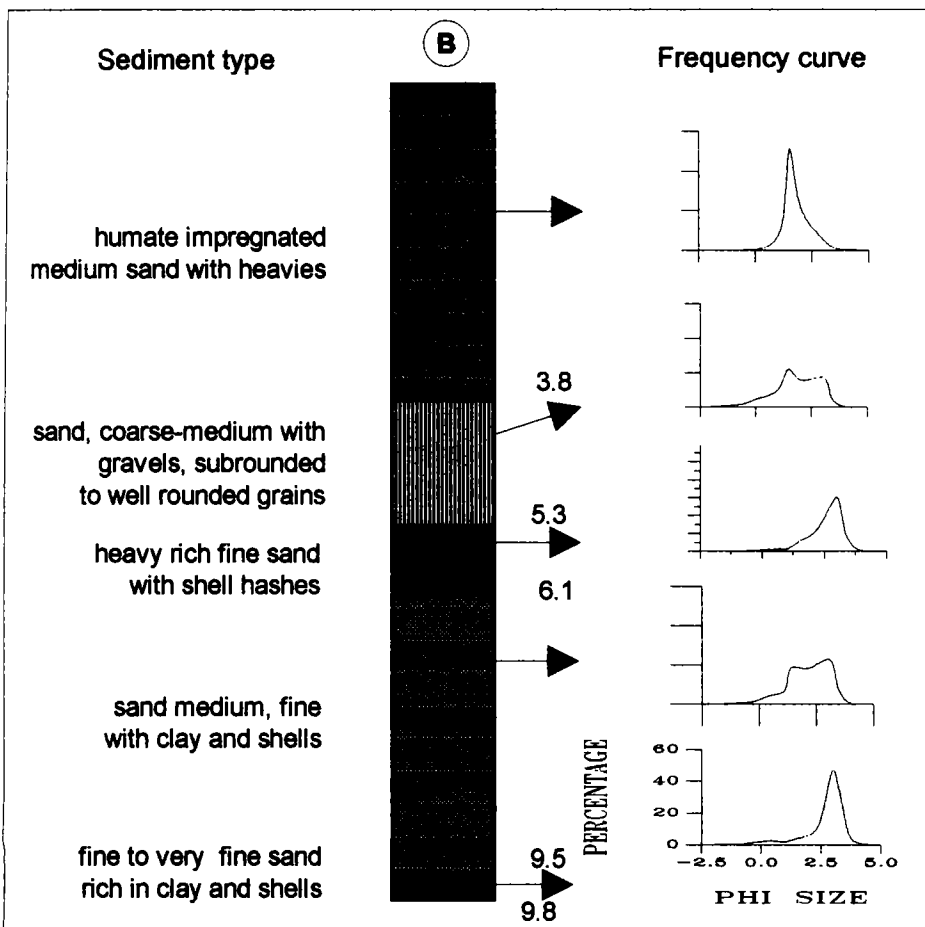 B
Sediment type
Frequency curve
humate impregnated
medium sand with heavies
3.8
sand, coarse-medium with
gravels, subrounded
to well rounded grains
5.3
heavy rich fine sand
with shell hashes
6.1
sand medium, fine
with clay and shells
fine to very fine sand
rich in clay and shells
9.5
9.8
PERCENTAGE
60
40
20
0
-2.5 0.0 2.5 5.0
PHI SIZE